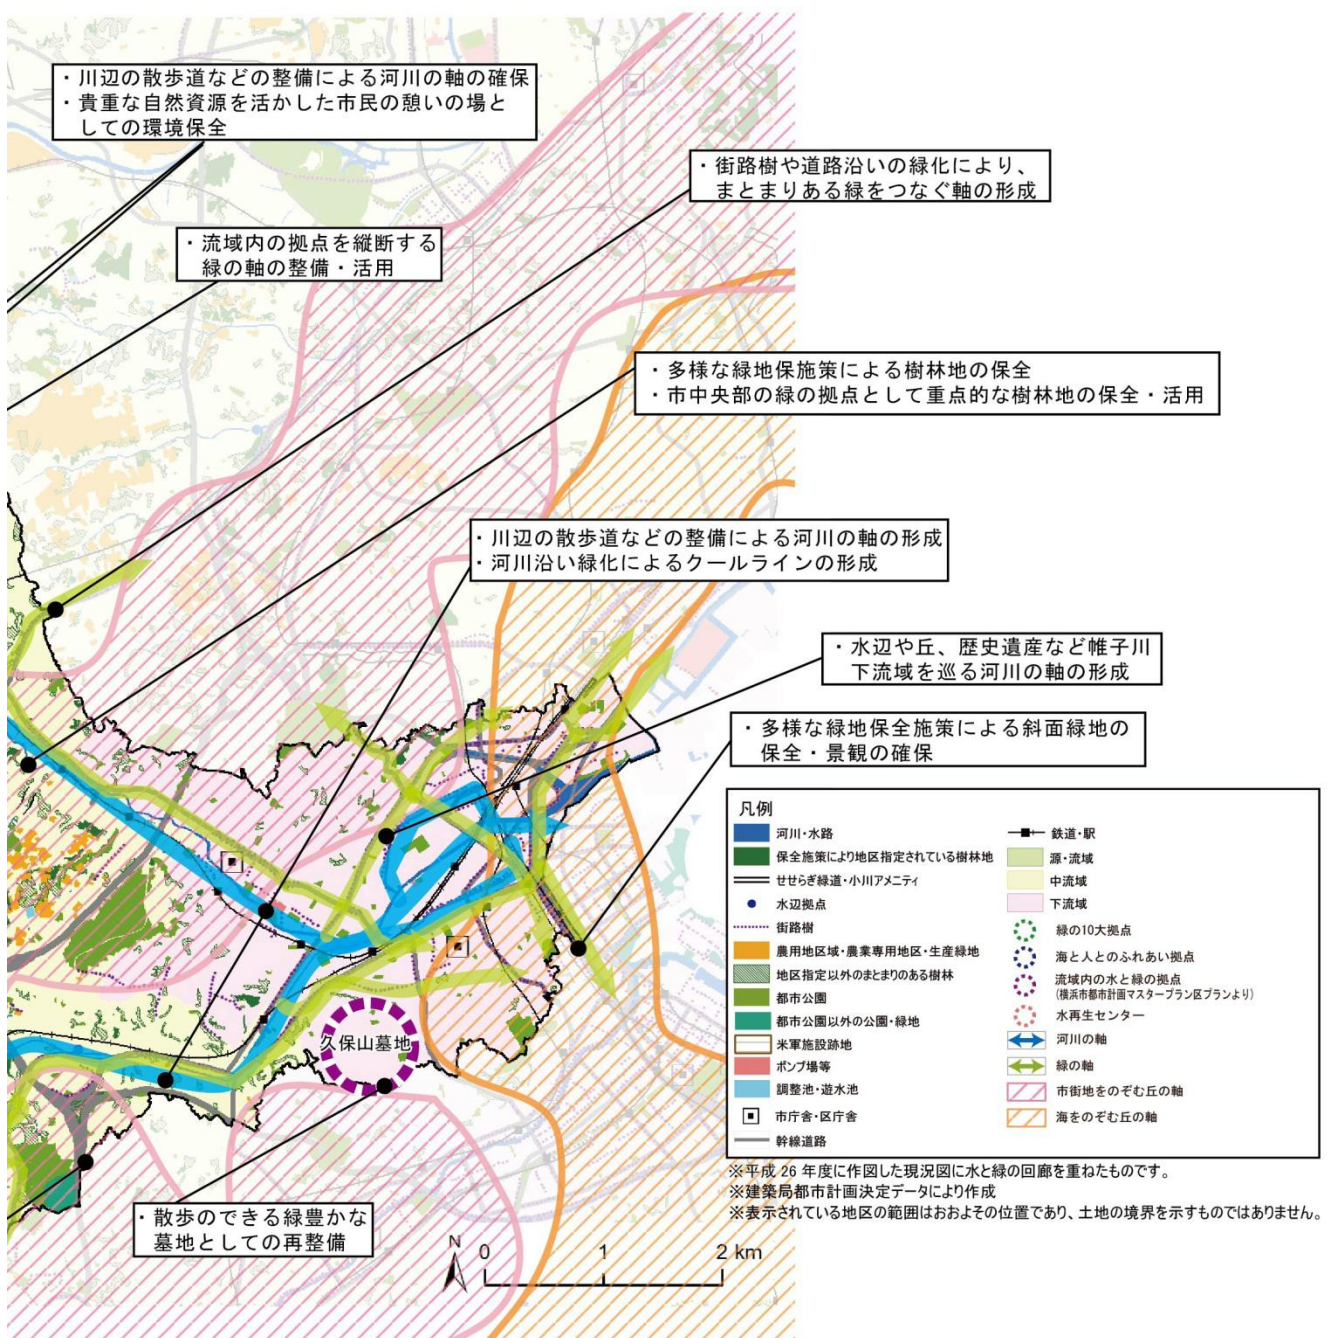 ・川辺の散歩道などの整備による河川の軸の確保
・貴重な自然資源を活かした市民の憩いの場と
しての環境保全
・街路樹や道路沿いの緑化により、
まとまりある緑をつなぐ軸の形成
・流域内の拠点を縦断する
緑の軸の整備・活用
・多様な緑地保施策による樹林地の保全
・市中央部の緑の拠点として重点的な樹林地の保全・活用
・川辺の散歩道などの整備による河川の軸の形成
・河川沿い緑化によるクールラインの形成
・水辺や丘、歴史遺産など帷子川
下流域を巡る河川の軸の形成
・多様な緑地保全施策による斜面緑地の
保全・景観の確保
久保山墓地
・散歩のできる緑豊かな
墓地としての再整備
凡例
河川・水路
保全施策により地区指定されている樹林地
せせらぎ緑道・小川アメニティ
水辺拠点
街路樹
農用地区域・農業専用地区・生産緑地
地区指定以外のまとまりのある樹林
都市公園
都市公園以外の公園・緑地
米軍施設跡地
ポンプ場等
調整池・遊水池
市庁舎・区庁舎
幹線道路
鉄道・駅
源・流域
中流域
下流域
緑の10大拠点
海と人とのふれあい拠点
流域内の水と緑の拠点
(横浜市都市計画マスタープラン区プランより)
水再生センター
河川の軸
緑の軸
市街地をのぞむ丘の軸
海をのぞむ丘の軸
※平成 26 年度に作図した現況図に水と緑の回廊を重ねたものです。
※建築局都市計画決定データにより作成
※表示されている地区の範囲はおおよその位置であり、土地の境界を示すものではありません。
N
0 1 2 km